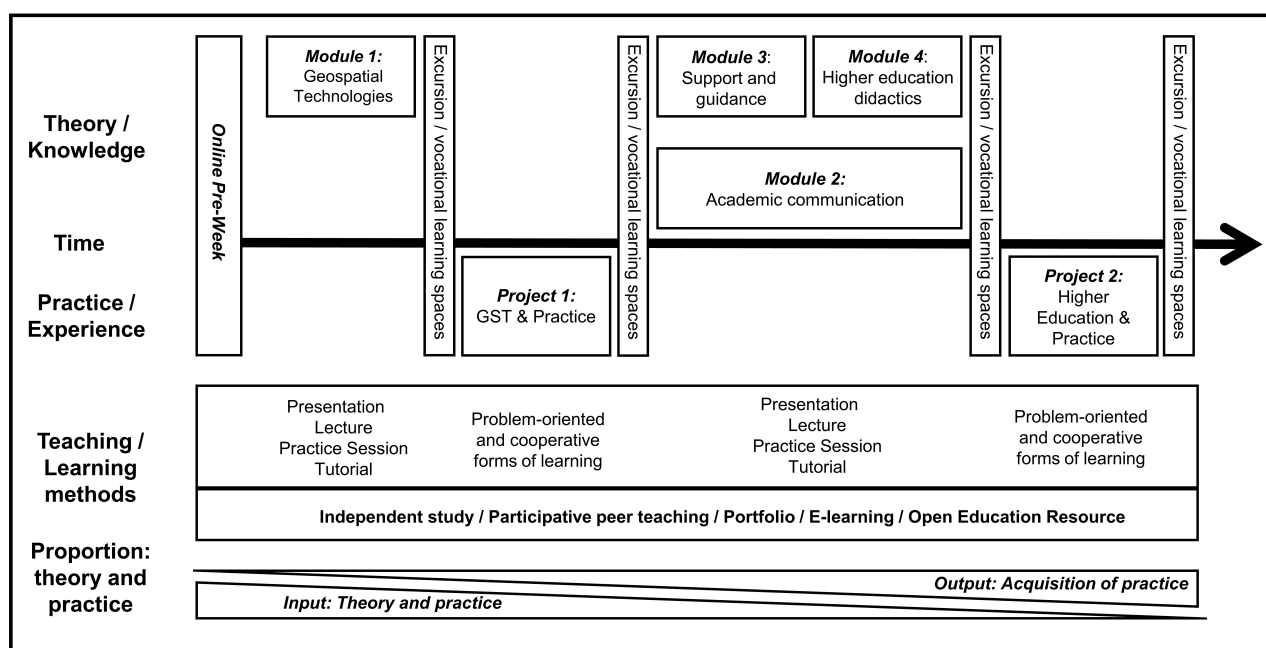 Theory /
Knowledge
Online Pre-Week
Module 1:
Geospatial
Technologies
Excursion / vocational learning spaces
Excursion / vocational learning spaces
Module 3:
Support and
guidance
Module 4:
Higher education
didactics
Module 2:
Academic communication
Excursion / vocational learning spaces
Excursion / vocational learning spaces
Time
Practice /
Experience
Project 1:
GST & Practice
Project 2:
Higher
Education &
Practice
Teaching /
Learning
methods
Presentation
Lecture
Practice Session
Tutorial
Problem-oriented
and cooperative
forms of learning
Presentation
Lecture
Practice Session
Tutorial
Problem-oriented
and cooperative
forms of learning
Independent study / Participative peer teaching / Portfolio / E-learning / Open Education Resource
Proportion:
theory and
practice
Output: Acquisition of practice
Input: Theory and practice